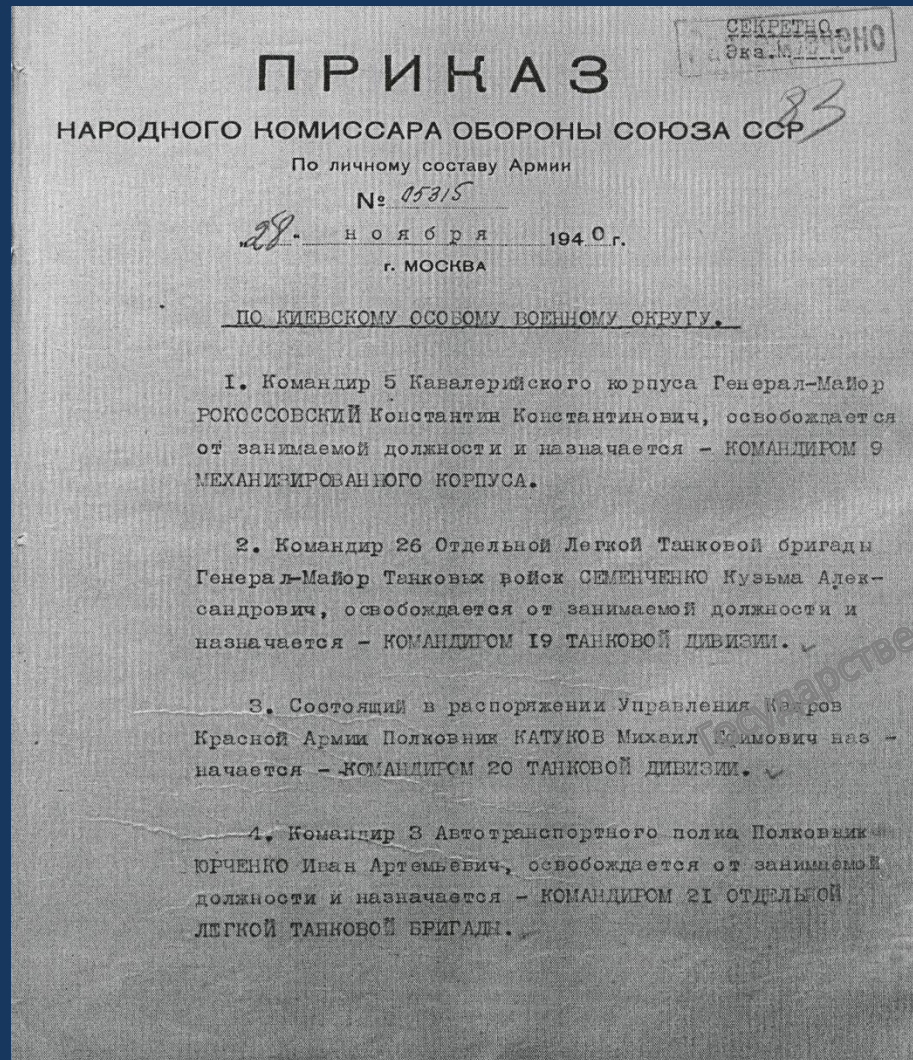 СЕКРЕТНО.
Экз.№
ПРИКАЗ
83
НАРОДНОГО КОМИССАРА ОБОРОНЫ СОЮЗА ССР
По личному составу Армии
№ 05315
„28“ ноября 1940 г.
г. МОСКВА
ПО КИЕВСКОМУ ОСОБОМУ ВОЕННОМУ ОКРУГУ.
I. Командир 5 Кавалерийского корпуса Генерал-Майор
РОКОССОВСКИЙ Константин Константинович, освобождается
от занимаемой должности и назначается - КОМАНДИРОМ 9
МЕХАНИЗИРОВАННОГО КОРПУСА.
2. Командир 26 Отдельной Легкой Танковой бригады
Генерал-Майор Танковых войск СЕМЕНЧЕНКО Кузьма Алек-
сандрович, освобождается от занимаемой должности и
назначается - КОМАНДИРОМ I9 ТАНКОВОЙ ДИВИЗИИ.
3. Состоящий в распоряжении Управления Кадров
Красной Армии Полковник КАТУКОВ Михаил Ефимович наз -
начается - КОМАНДИРОМ 20 ТАНКОВОЙ ДИВИЗИИ.
4. Командир 3 Автотранспортного полка Полковник
ЮРЧЕНКО Иван Артемьевич, освобождается от занимаемой
должности и назначается - КОМАНДИРОМ 2I ОТДЕЛЬНОЙ
ЛЕГКОЙ ТАНКОВОЙ БРИГАДЫ.